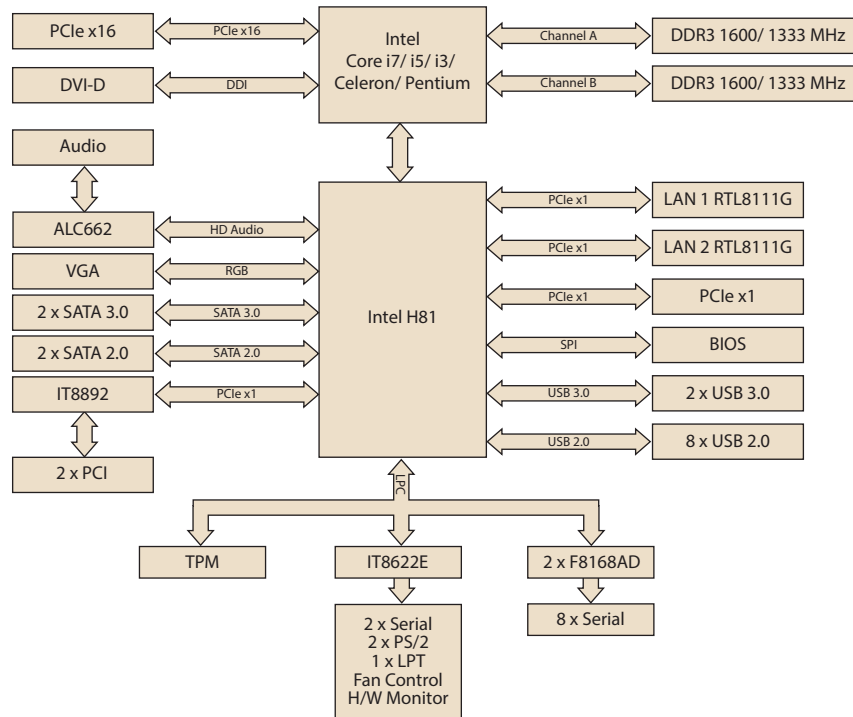 PCIe x16
PCIe x16
Intel
Core i7/ i5/ i3/
Celeron/ Pentium
Channel A
DDR3 1600/ 1333 MHz
DVI-D
DDI
Channel B
DDR3 1600/ 1333 MHz
Audio
ALC662
HD Audio
VGA
RGB
2 x SATA 3.0
SATA 3.0
2 x SATA 2.0
SATA 2.0
IT8892
PCIe x1
2 x PCI
Intel H81
PCIe x1
LAN 1 RTL8111G
PCIe x1
LAN 2 RTL8111G
PCIe x1
PCIe x1
SPI
BIOS
USB 3.0
2 x USB 3.0
USB 2.0
8 x USB 2.0
LPC
TPM
IT8622E
2 x F8168AD
2 x Serial
2 x PS/2
1 x LPT
Fan Control
H/W Monitor
8 x Serial